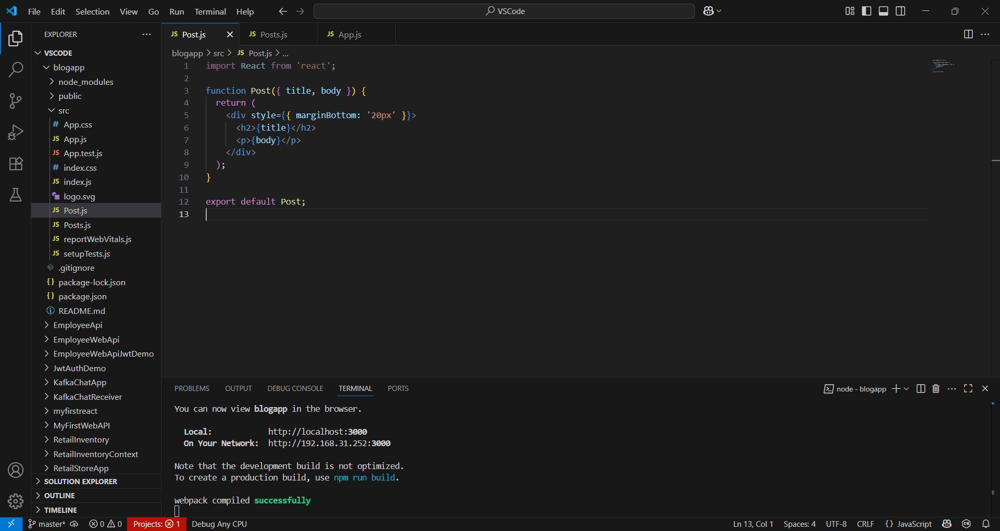 File Edit Selection View Go Run Terminal Help
VSCode
EXPLORER
VSCODE
blogapp
node_modules
public
src
# App.css
JS App.js
JS App.test.js
# index.css
JS index.js
logo.svg
JS Post.js
JS Posts.js
JS reportWebVitals.js
JS setupTests.js
.gitignore
{} package-lock.json
{} package.json
README.md
EmployeeApi
EmployeeWebApi
EmployeeWebApiJwtDemo
JwtAuthDemo
KafkaChatApp
KafkaChatReceiver
myfirstreact
MyFirstWebAPI
RetailInventory
RetailInventoryContext
RetailStoreApp
SOLUTION EXPLORER
OUTLINE
TIMELINE
JS Post.js
JS Posts.js
JS App.js
blogapp > src > JS Post.js > ...
1 import React from 'react';
2
3 function Post({ title, body }) {
4 return (
5 <div style={{ marginBottom: '20px' }}>
6 <h2>{title}</h2>
7 <p>{body}</p>
8 </div>
9 );
10 }
11
12 export default Post;
13
PROBLEMS OUTPUT DEBUG CONSOLE TERMINAL PORTS
node - blogapp
You can now view blogapp in the browser.
Local: http://localhost:3000
On Your Network: http://192.168.31.252:3000
Note that the development build is not optimized.
To create a production build, use npm run build.
webpack compiled successfully
master* 0 0 Projects: 1 Debug Any CPU
Ln 13, Col 1 Spaces: 4 UTF-8 CRLF {} JavaScript